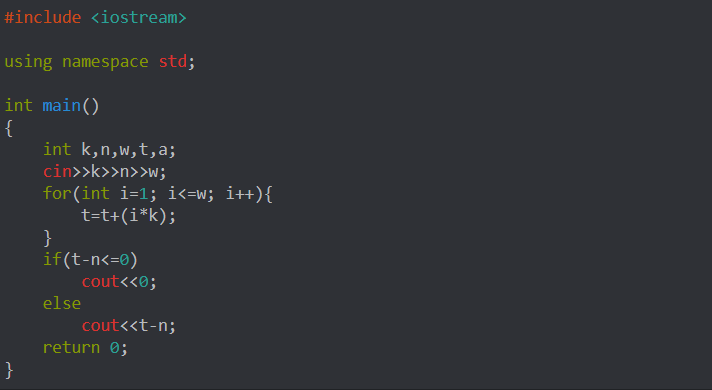 #include <iostream>
using namespace std;
int main()
{
int k,n,w,t,a;
cin>>k>>n>>w;
for(int i=1; i<=w; i++){
t=t+(i*k);
}
if(t-n<=0)
cout<<0;
else
cout<<t-n;
return 0;
}